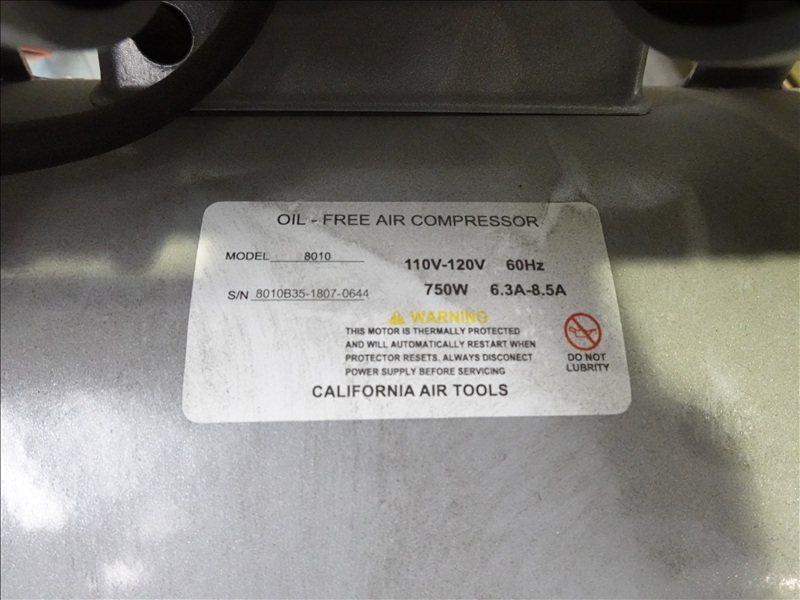 OIL - FREE AIR COMPRESSOR
MODEL 8010
110V-120V 60Hz
S/N 8010B35-1807-0644
750W 6.3A-8.5A
WARNING
THIS MOTOR IS THERMALLY PROTECTED
AND WILL AUTOMATICALLY RESTART WHEN
PROTECTOR RESETS. ALWAYS DISCONECT
POWER SUPPLY BEFORE SERVICING
DO NOT
LUBRITY
CALIFORNIA AIR TOOLS